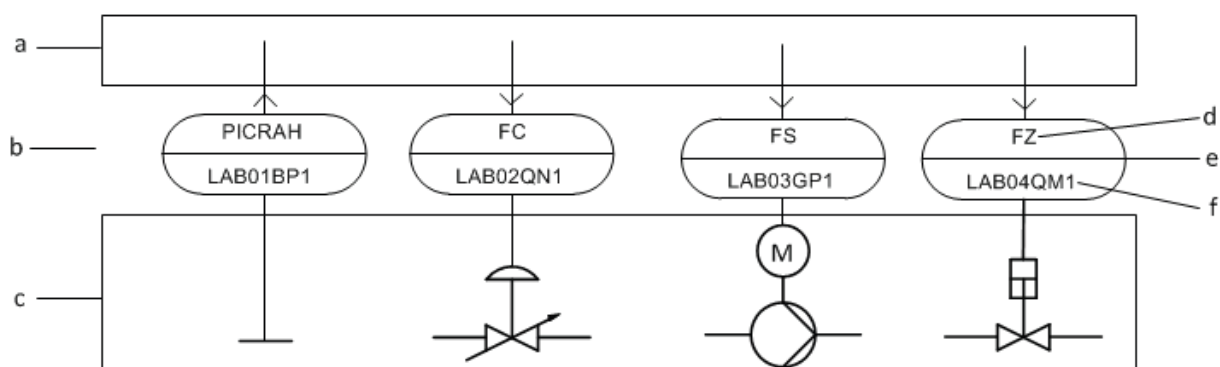 a
PICRAH FC FS FZ d
b e
LAB01BP1 LAB02QN1 LAB03GP1 LAB04QM1 f
M
c